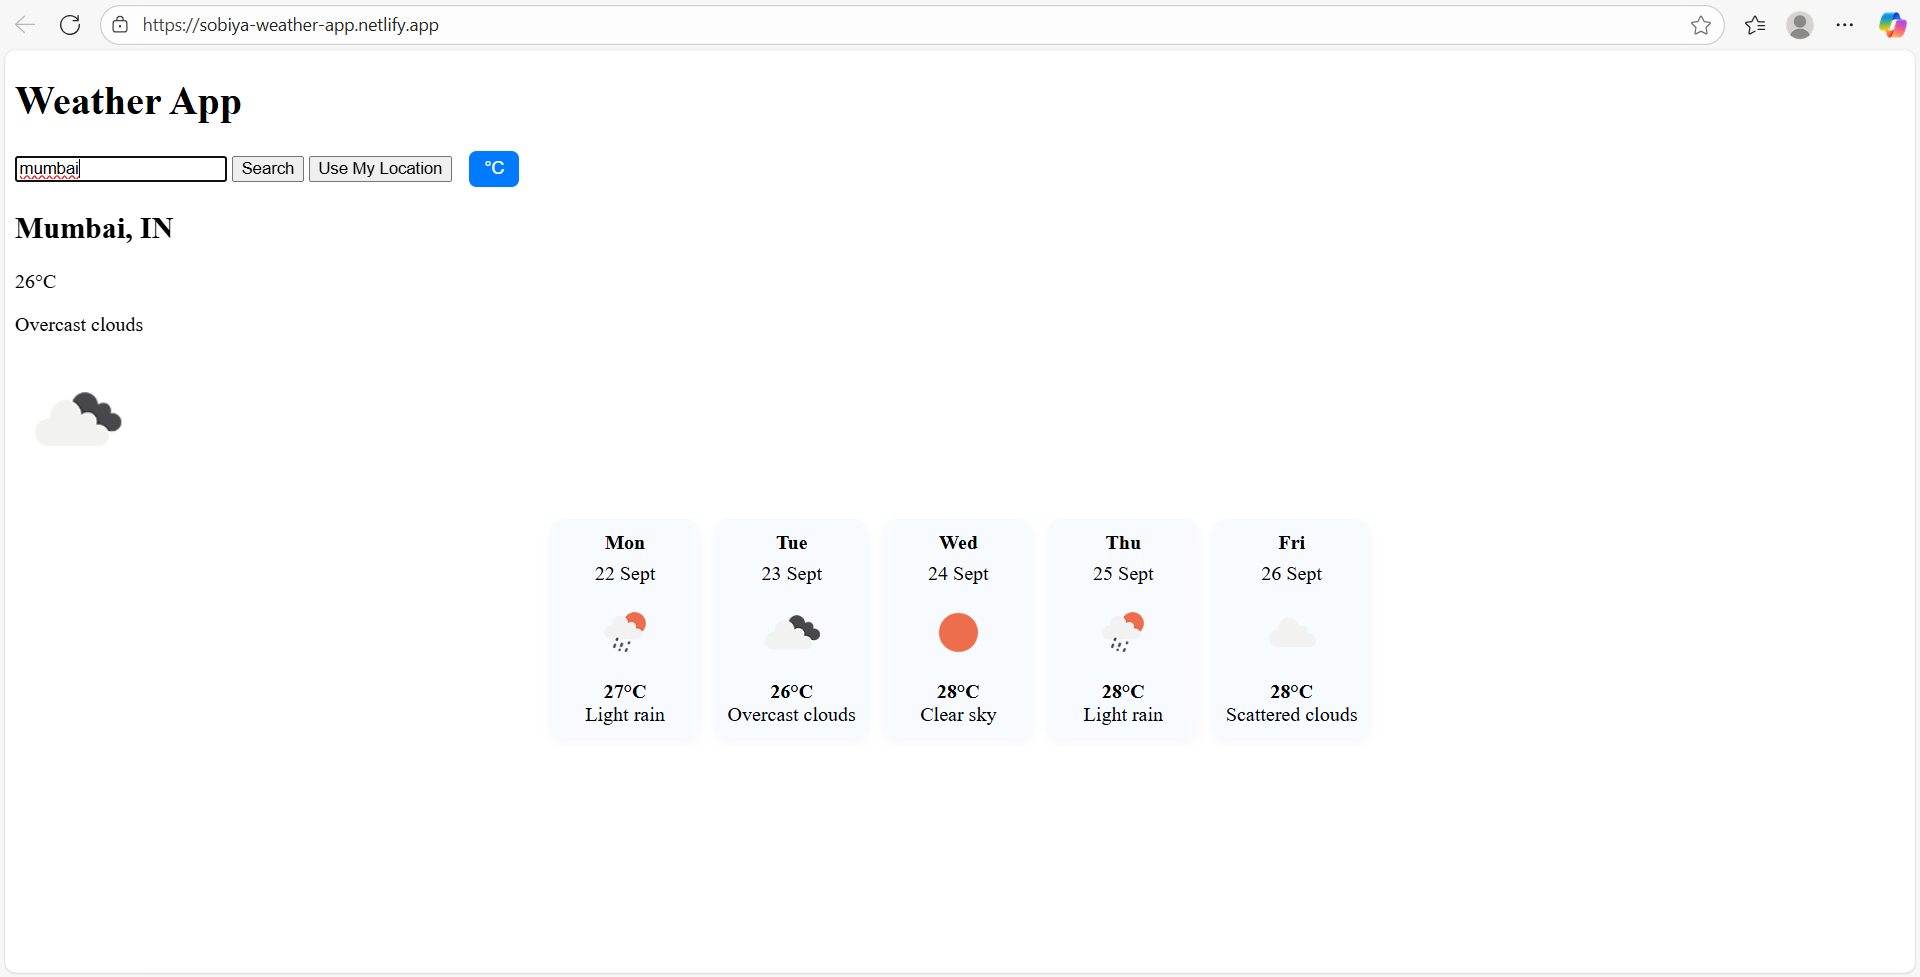 https://sobiya-weather-app.netlify.app
Weather App
mumbai Search Use My Location °C
Mumbai, IN
26°C
Overcast clouds
Mon Tue Wed Thu Fri
22 Sept 23 Sept 24 Sept 25 Sept 26 Sept
27°C 26°C 28°C 28°C 28°C
Light rain Overcast clouds Clear sky Light rain Scattered clouds